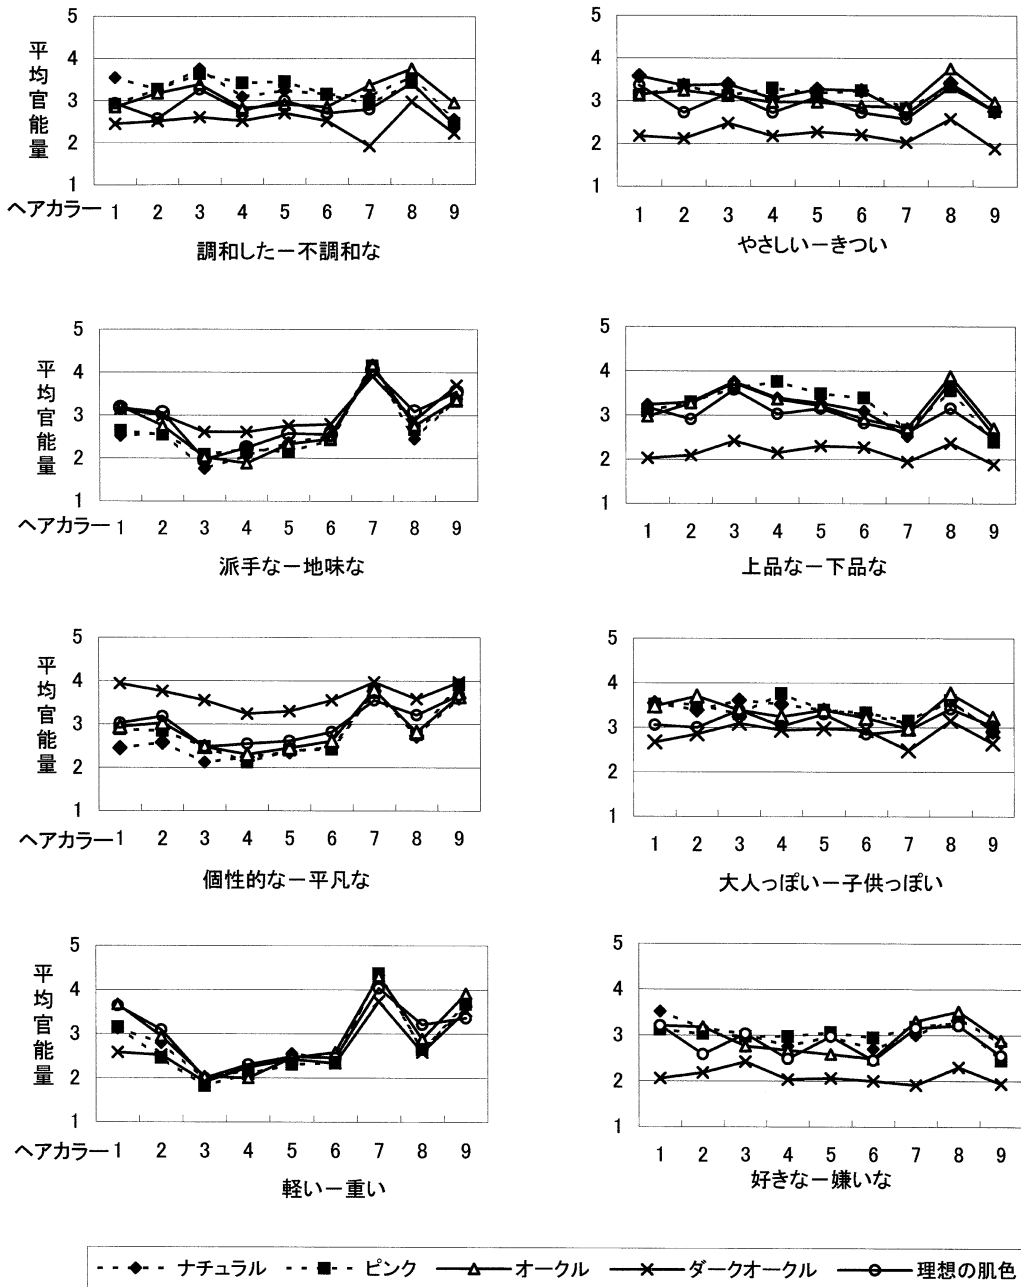 平均官能量
5
4
3
2
1
ヘアカラー 1 2 3 4 5 6 7 8 9
調和した－不調和な
5
4
3
2
1
1 2 3 4 5 6 7 8 9
やさしい－きつい
平均官能量
5
4
3
2
1
ヘアカラー 1 2 3 4 5 6 7 8 9
派手な－地味な
5
4
3
2
1
1 2 3 4 5 6 7 8 9
上品な－下品な
平均官能量
5
4
3
2
1
ヘアカラー 1 2 3 4 5 6 7 8 9
個性的な－平凡な
5
4
3
2
1
1 2 3 4 5 6 7 8 9
大人っぽい－子供っぽい
平均官能量
5
4
3
2
1
ヘアカラー 1 2 3 4 5 6 7 8 9
軽い－重い
5
4
3
2
1
1 2 3 4 5 6 7 8 9
好きな－嫌いな
ナチュラル ピンク オークル ダークオークル 理想の肌色